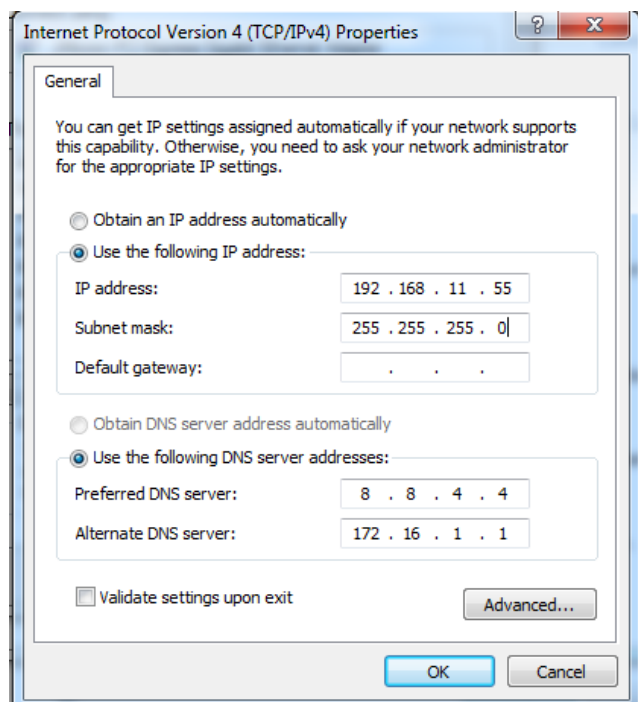 Internet Protocol Version 4 (TCP/IPv4) Properties
General
You can get IP settings assigned automatically if your network supports
this capability. Otherwise, you need to ask your network administrator
for the appropriate IP settings.
Obtain an IP address automatically
Use the following IP address:
IP address: 192 . 168 . 11 . 55
Subnet mask: 255 . 255 . 255 . 0
Default gateway: . . .
Obtain DNS server address automatically
Use the following DNS server addresses:
Preferred DNS server: 8 . 8 . 4 . 4
Alternate DNS server: 172 . 16 . 1 . 1
Validate settings upon exit
Advanced...
OK Cancel